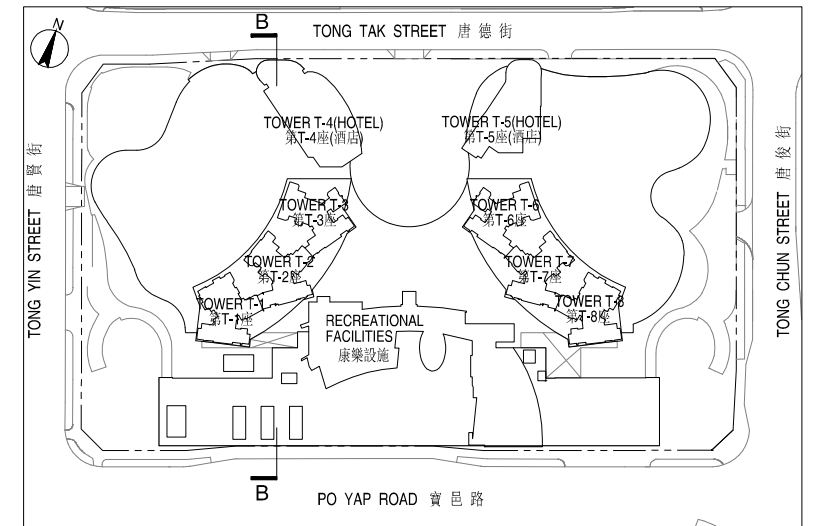 B
N
TONG TAK STREET 唐德街
TOWER T-4(HOTEL)
第T-4座(酒店)
TOWER T-5(HOTEL)
第T-5座(酒店)
TONG YIN STREET 唐賢街
TONG CHUN STREET 唐俊街
TOWER T-3
第T-3座
TOWER T-6
第T-6座
TOWER T-2
第T-2座
TOWER T-7
第T-7座
TOWER T-1
第T-1座
TOWER T-8
第T-8座
RECREATIONAL
FACILITIES
康樂設施
B
PO YAP ROAD 寶邑路